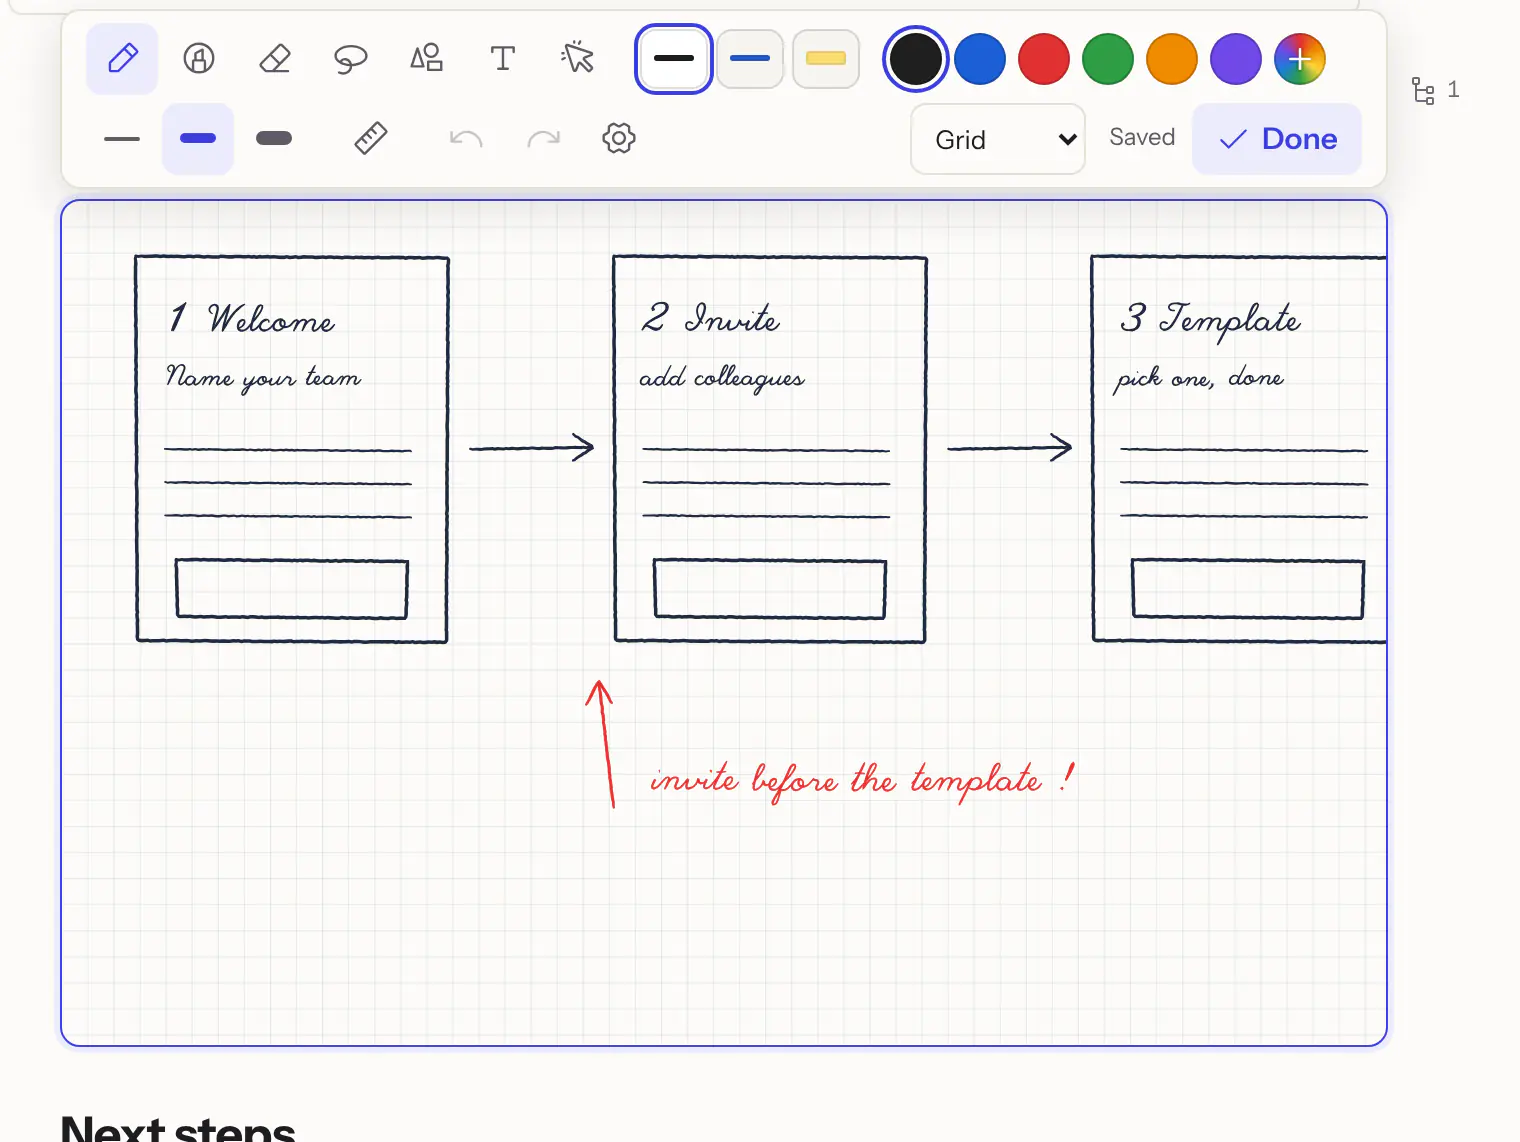 1
Grid
Saved
Done
1 Welcome
Name your team
2 Invite
add colleagues
3 Template
pick one, done
invite before the template !
Next steps